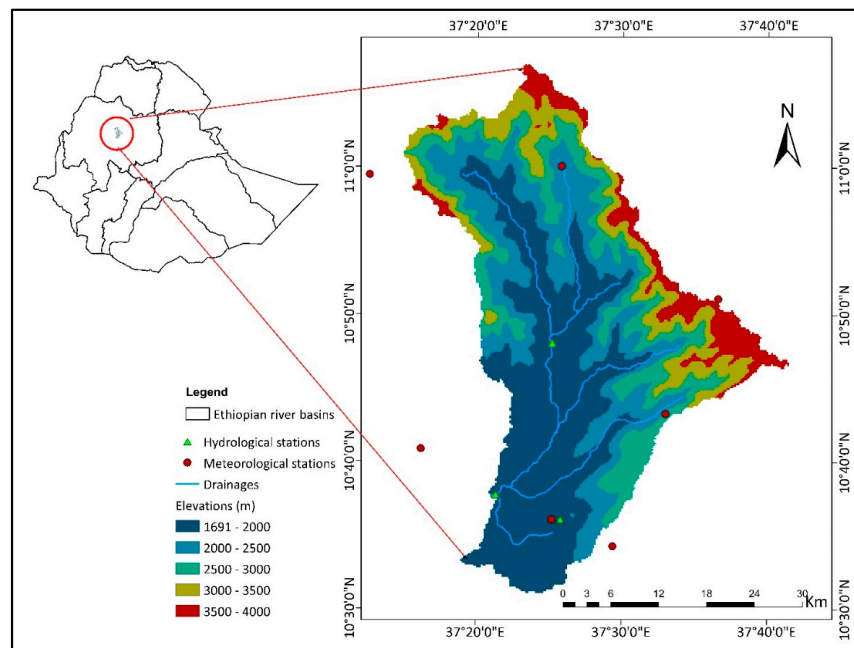 37°20'0"E 37°30'0"E 37°40'0"E
N
11°0'0"N 11°0'0"N
10°50'0"N 10°50'0"N
Legend
Ethiopian river basins
Hydrological stations
Meteorological stations
Drainages
10°40'0"N 10°40'0"N
Elevations (m)
1691 - 2000
2000 - 2500
2500 - 3000
3000 - 3500
3500 - 4000
0 3 6 12 18 24 30
Km
10°30'0"N 10°30'0"N
37°20'0"E 37°30'0"E 37°40'0"E